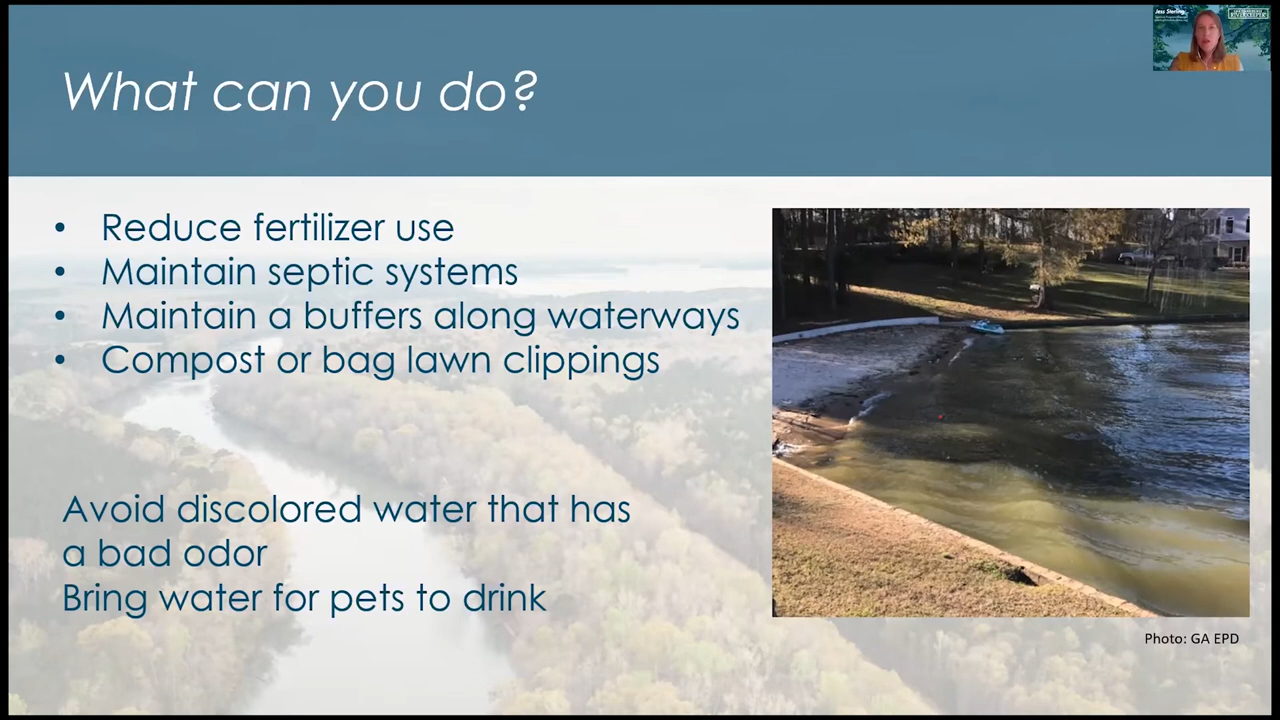 Jess Sterling
What can you do?
• Reduce fertilizer use
• Maintain septic systems
• Maintain a buffers along waterways
• Compost or bag lawn clippings
Avoid discolored water that has
a bad odor
Bring water for pets to drink
Photo: GA EPD